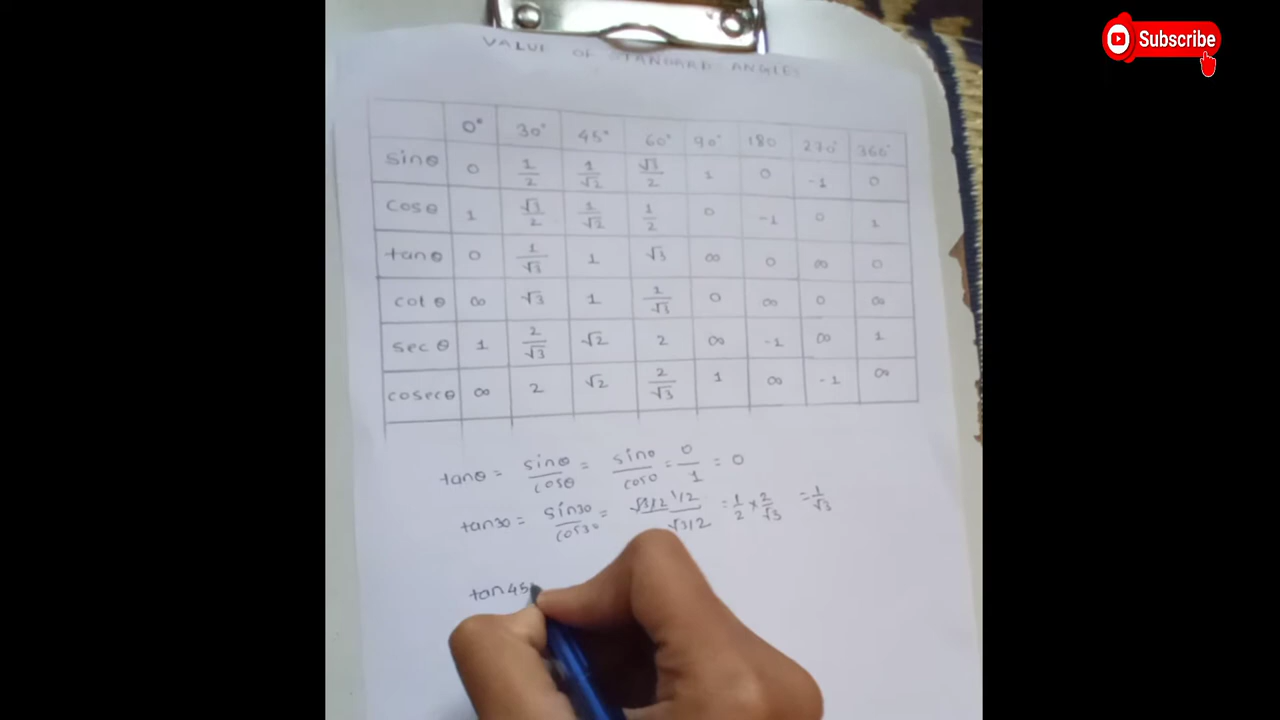 Subscribe
VALUE OF STANDARD ANGLES
0° 30° 45° 60° 90° 180 270° 360°
sinθ 0 1/2 1/√2 √3/2 1 0 -1 0
cosθ 1 √3/2 1/√2 1/2 0 -1 0 1
tanθ 0 1/√3 1 √3 ∞ 0 ∞ 0
cotθ ∞ √3 1 1/√3 0 ∞ 0 ∞
secθ 1 2/√3 √2 2 ∞ -1 ∞ 1
cosecθ ∞ 2 √2 2/√3 1 ∞ -1 ∞
tanθ = sinθ/cosθ = sin0/cos0 = 0/1 = 0
tan30 = sin30/cos30 = 1/2 / √3/2 = 1/2 × 2/√3 = 1/√3
tan45